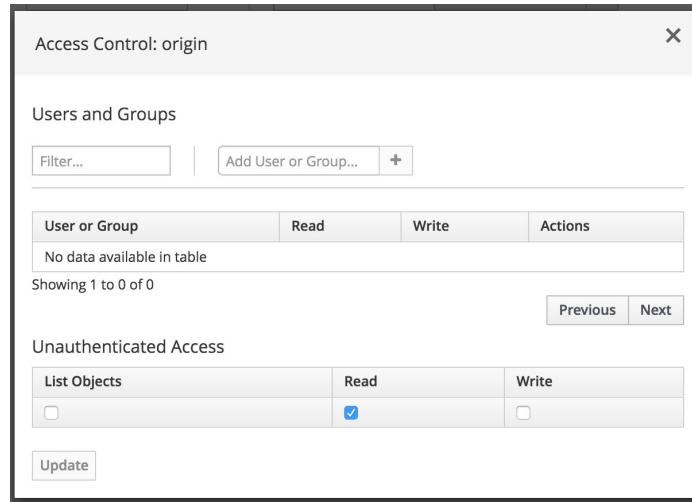 Access Control: origin
Users and Groups
Filter... Add User or Group...
User or Group Read Write Actions
No data available in table
Showing 1 to 0 of 0
Previous Next
Unauthenticated Access
List Objects Read Write
Update